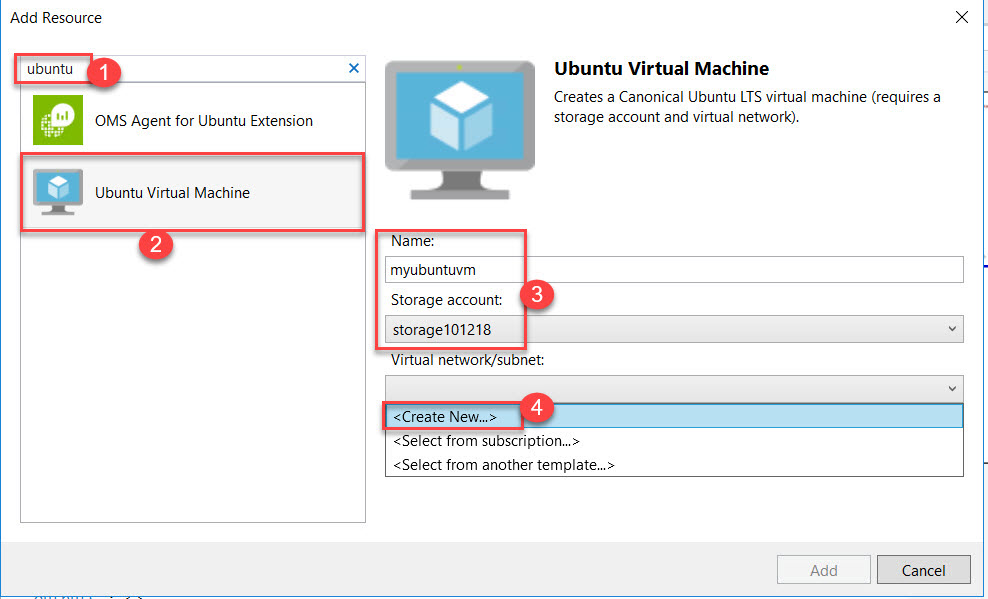 Add Resource
ubuntu
1
OMS Agent for Ubuntu Extension
Ubuntu Virtual Machine
2
Ubuntu Virtual Machine
Creates a Canonical Ubuntu LTS virtual machine (requires a
storage account and virtual network).
Name:
myubuntuvm
Storage account:
3
storage101218
Virtual network/subnet:
<Create New...>
4
<Select from subscription...>
<Select from another template...>
Add
Cancel